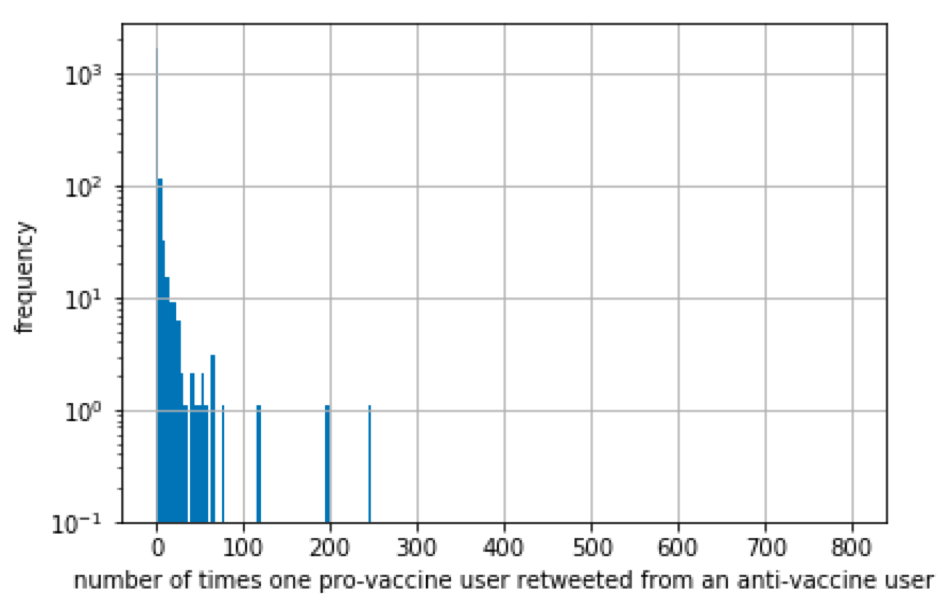 10³
10²
10¹
10⁰
10⁻¹
frequency
0 100 200 300 400 500 600 700 800
number of times one pro-vaccine user retweeted from an anti-vaccine user